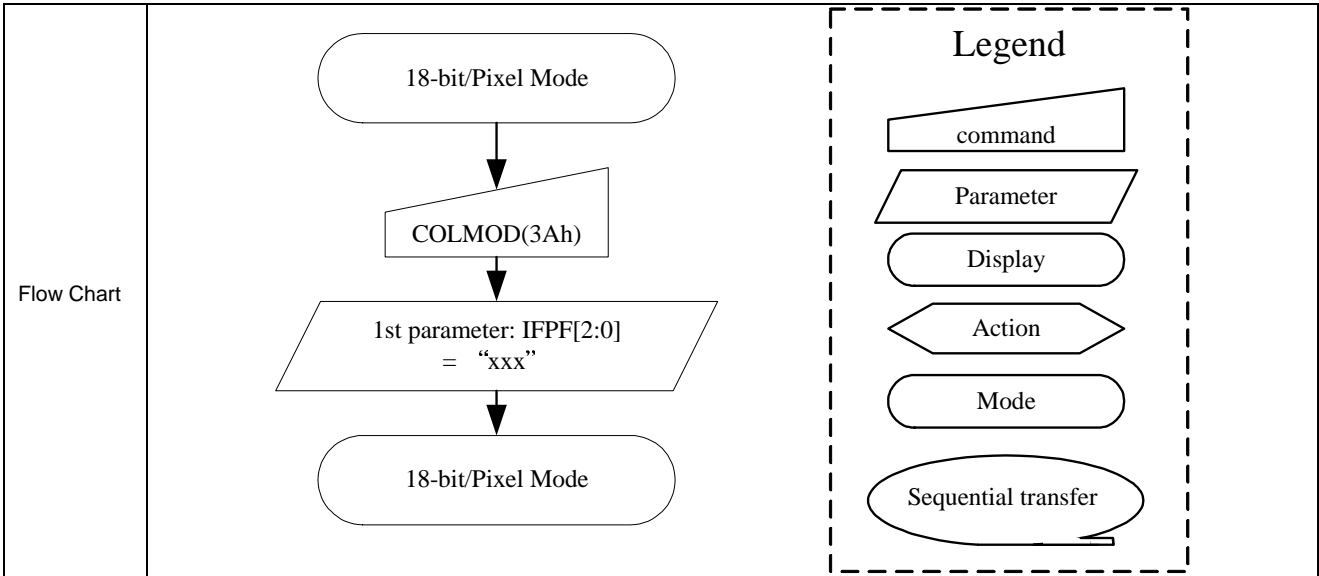 Flow Chart
18-bit/Pixel Mode
COLMOD(3Ah)
1st parameter: IFPF[2:0]
= “xxx”
18-bit/Pixel Mode
Legend
command
Parameter
Display
Action
Mode
Sequential transfer